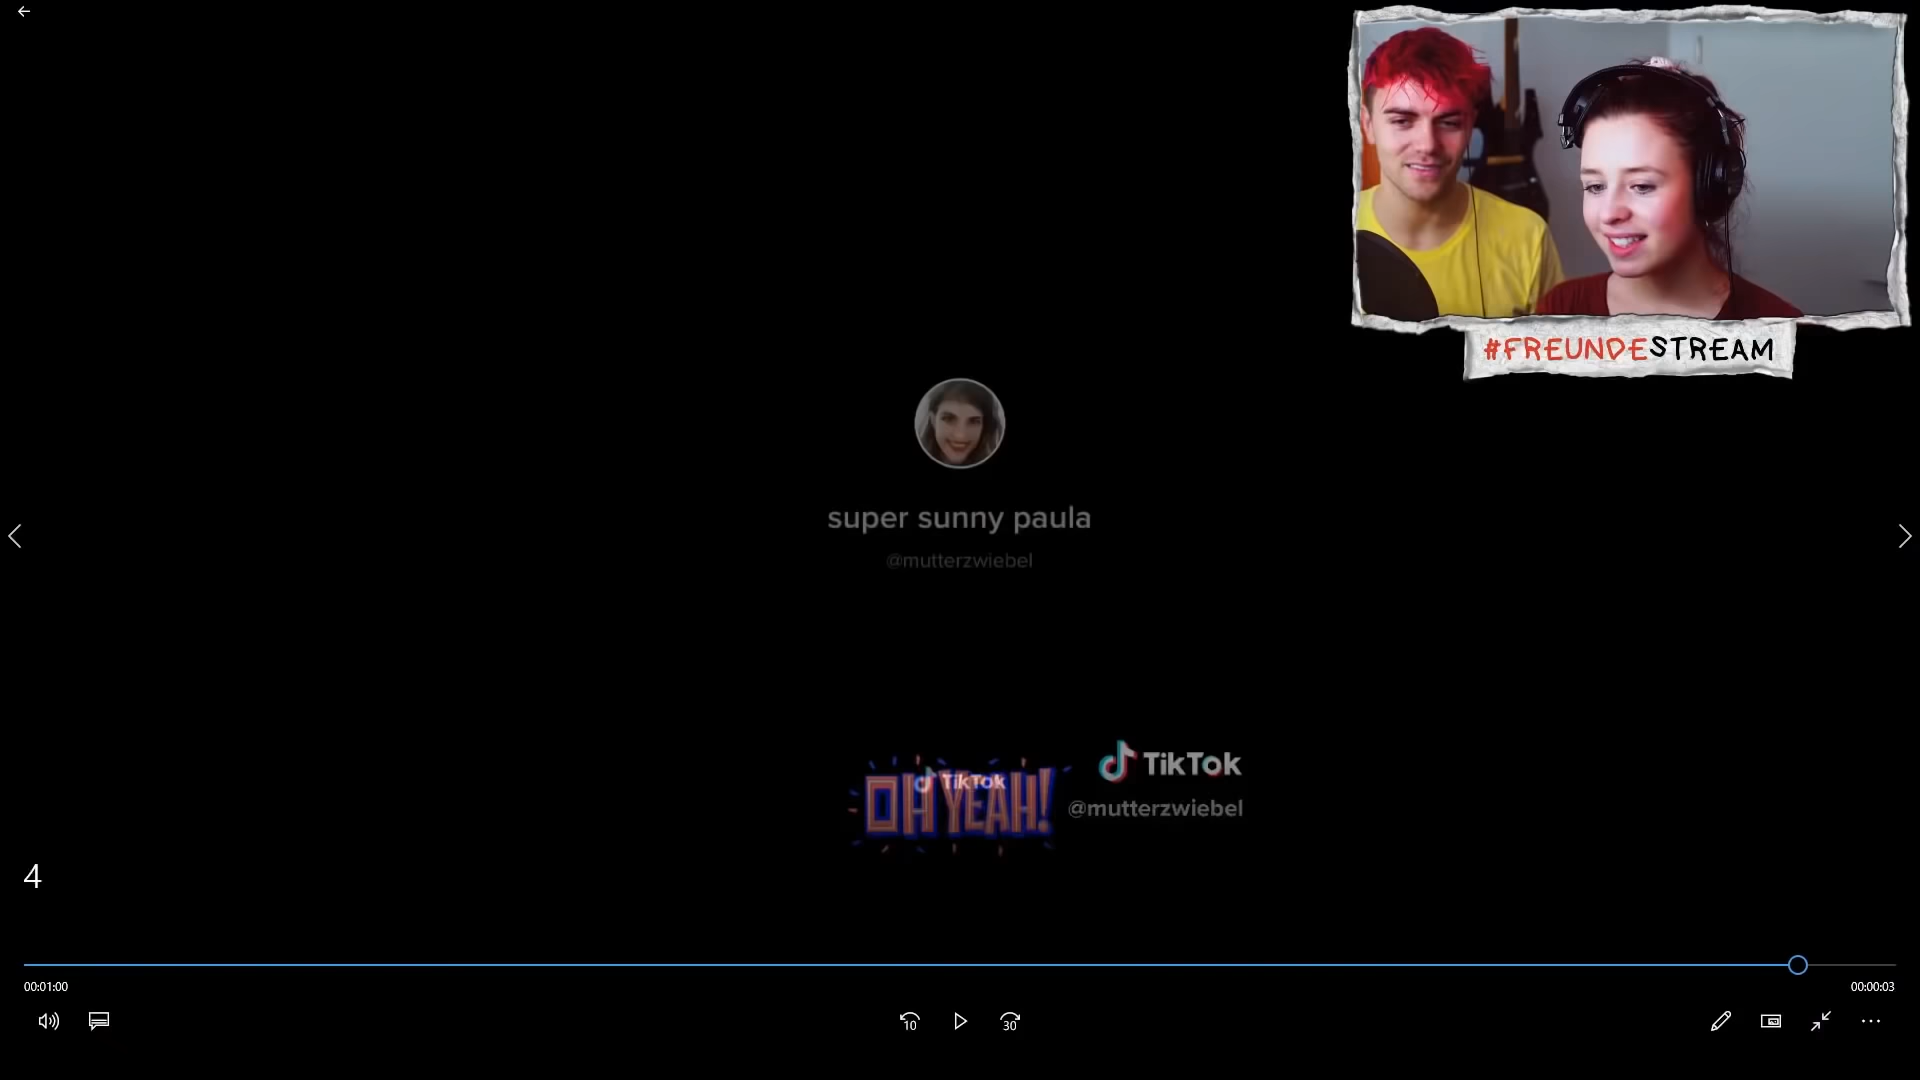 #FREUNDESTREAM
super sunny paula
@mutterzwiebel
TikTok
OH YEAH!
TikTok
@mutterzwiebel
4
00:01:00
00:00:03
10
30